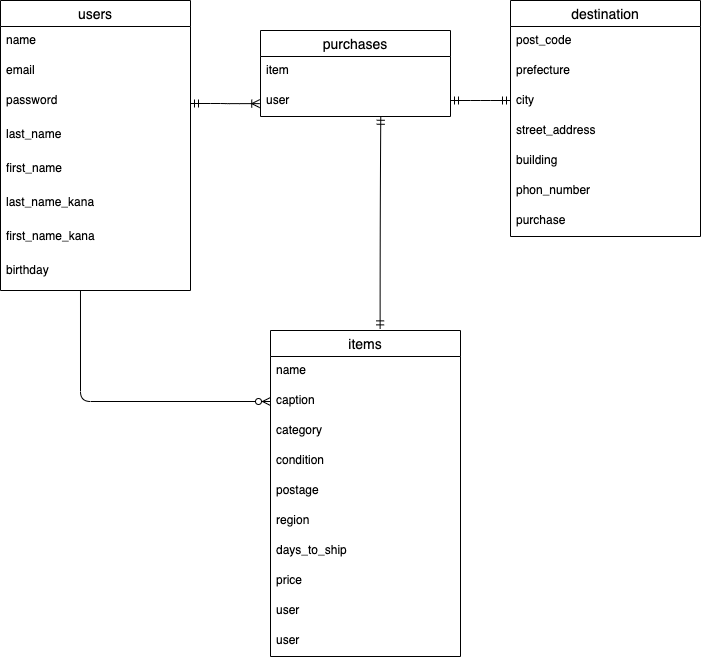 users
name
email
password
last_name
first_name
last_name_kana
first_name_kana
birthday
purchases
item
user
destination
post_code
prefecture
city
street_address
building
phon_number
purchase
items
name
caption
category
condition
postage
region
days_to_ship
price
user
user